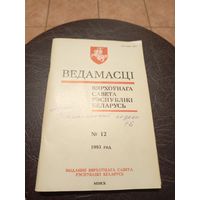 ВЕДАМАСЦІ
ВЯРХОЎНАГА
САВЕТА
РЭСПУБЛІКІ
БЕЛАРУСЬ
№ 12
1993 год
ВЫДАННЕ ВЯРХОЎНАГА САВЕТА
РЭСПУБЛІКІ БЕЛАРУСЬ
МІНСК